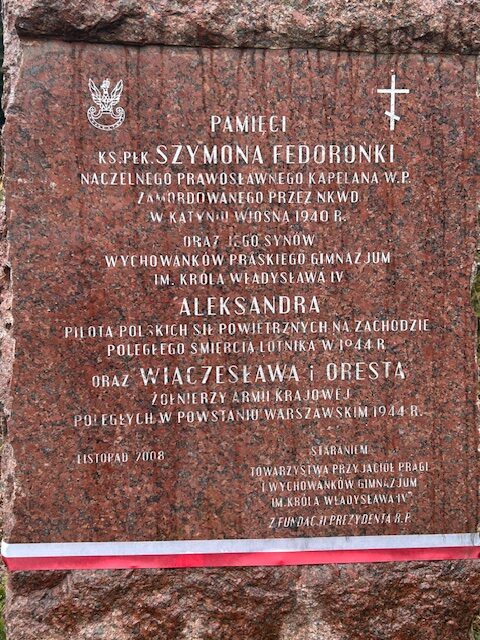 PAMIĘCI
KS. PŁK. SZYMONA FEDOROŃKI
NACZELNEGO PRAWOSŁAWNEGO KAPELANA W.P.
ZAMORDOWANEGO PRZEZ NKWD
W KATYNIU WIOSNĄ 1940 R.
ORAZ JEGO SYNÓW
WYCHOWANKÓW PRASKIEGO GIMNAZJUM
IM. KRÓLA WŁADYSŁAWA IV
ALEKSANDRA
PILOTA POLSKICH SIŁ POWIETRZNYCH NA ZACHODZIE
POLEGŁEGO ŚMIERCIĄ LOTNIKA W 1944 R.
ORAZ WIACZESŁAWA i ORESTA
ŻOŁNIERZY ARMII KRAJOWEJ
POLEGŁYCH W POWSTANIU WARSZAWSKIM 1944 R.
LISTOPAD 2008
STARANIEM
TOWARZYSTWA PRZYJACIÓŁ PRAGI
I WYCHOWANKÓW GIMNAZJUM
IM. KRÓLA WŁADYSŁAWA IV
Z FUNDACJI PREZYDENTA R.P.